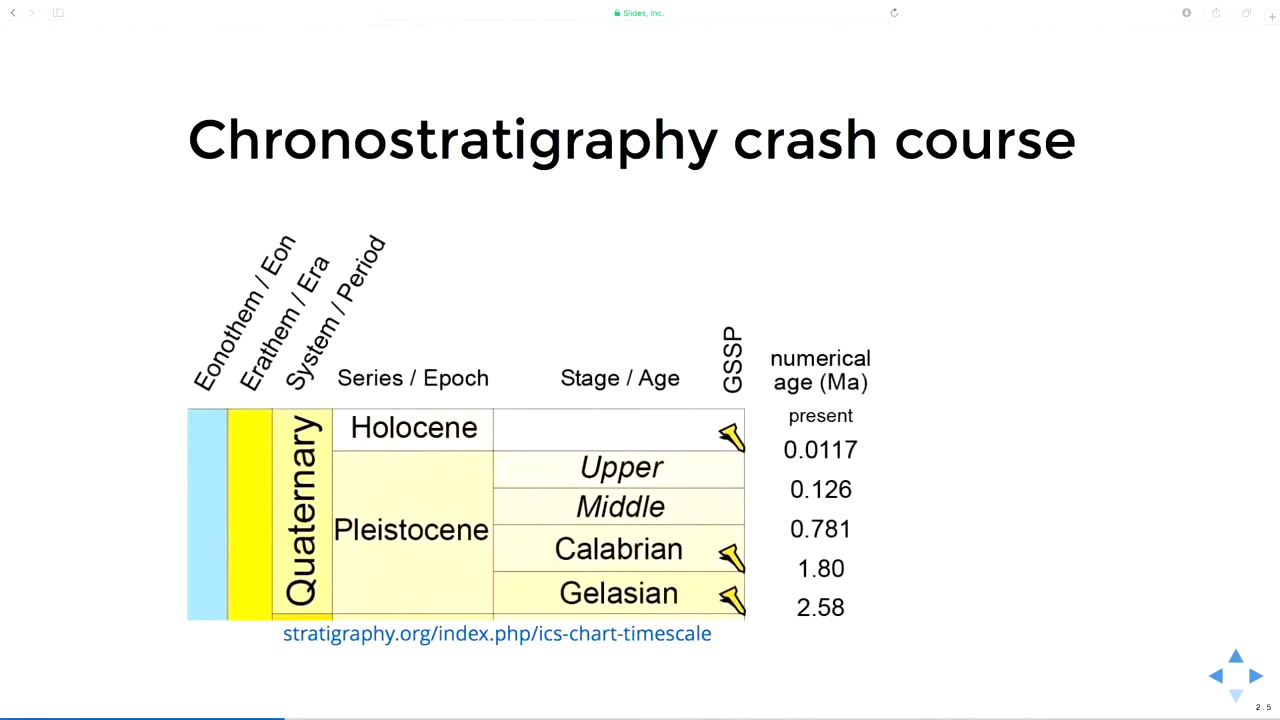 Slides, Inc.
Chronostratigraphy crash course
Eonothem / Eon
Erathem / Era
System / Period
Series / Epoch
Stage / Age
GSSP
numerical
age (Ma)
present
Quaternary
Holocene
0.0117
Pleistocene
Upper
0.126
Middle
0.781
Calabrian
1.80
Gelasian
2.58
stratigraphy.org/index.php/ics-chart-timescale
2.5